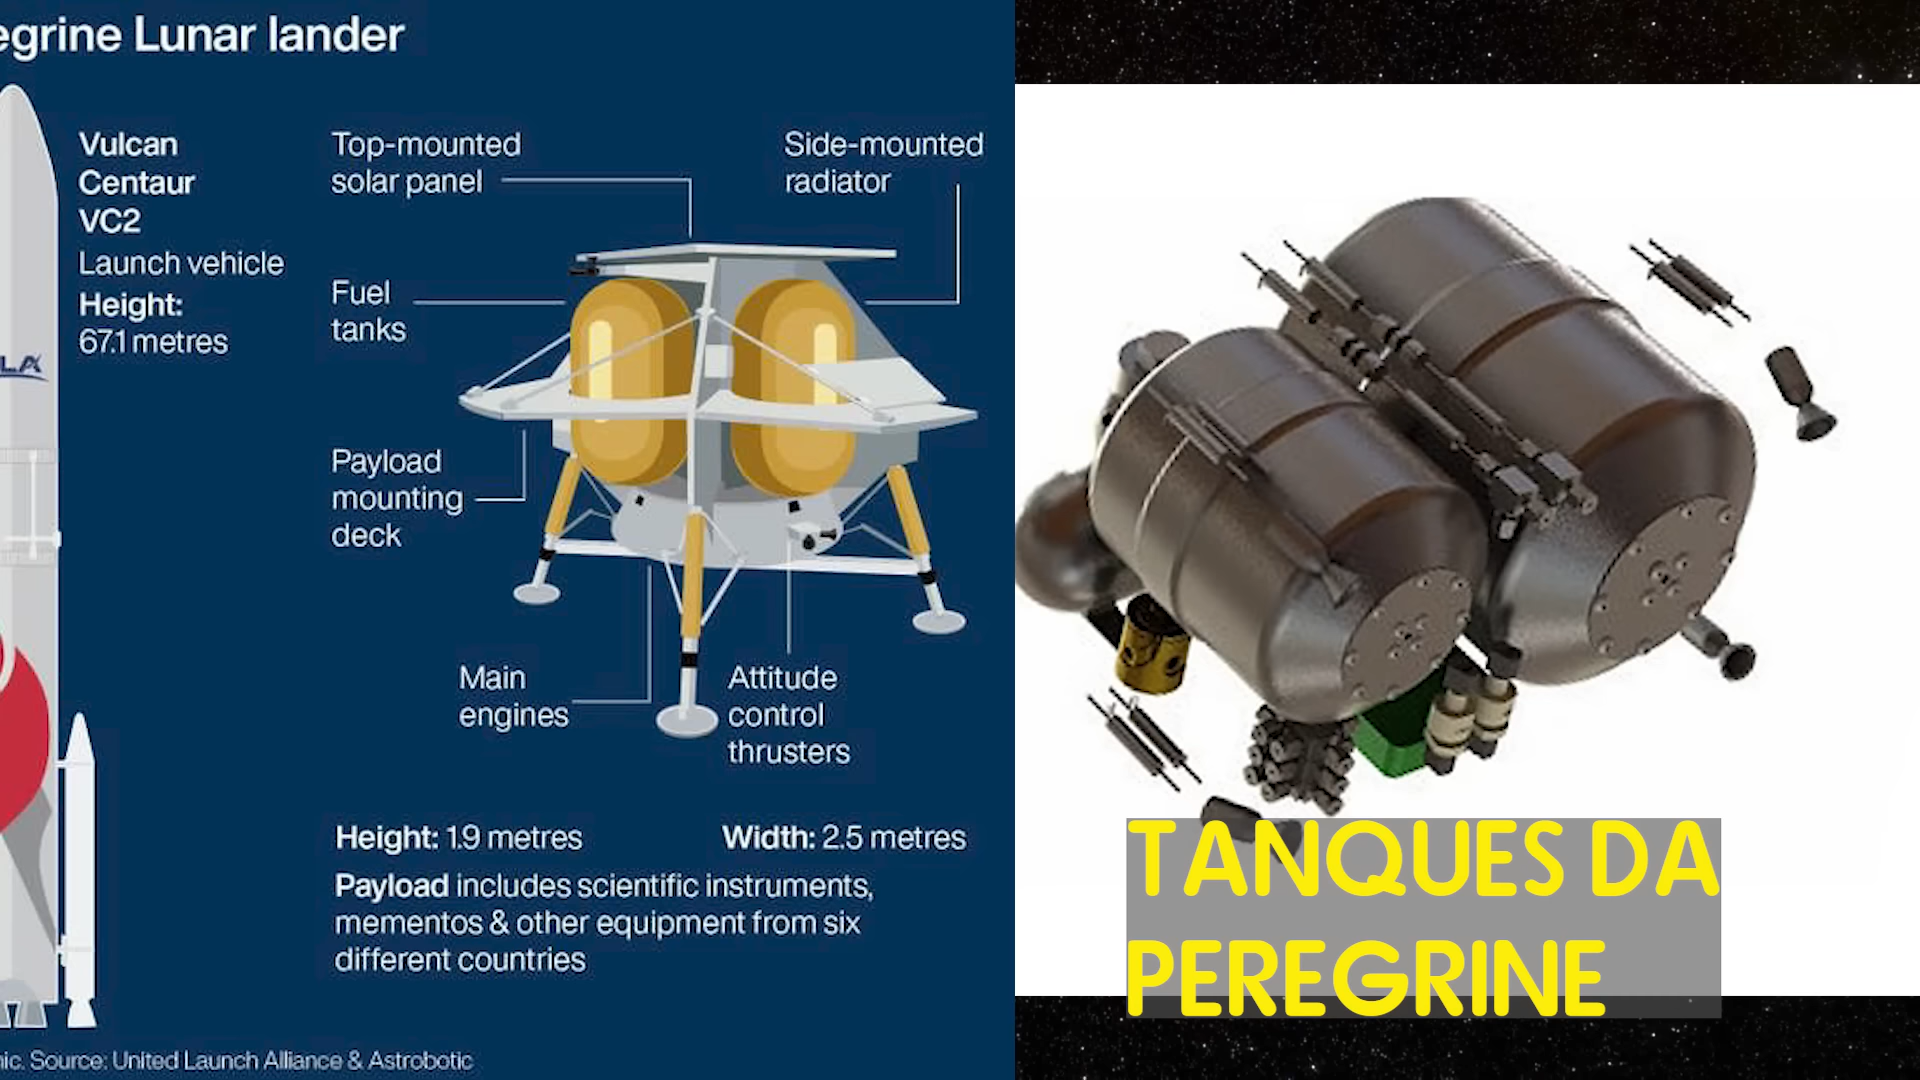 egrine Lunar lander
Vulcan
Centaur
VC2
Launch vehicle
Height:
67.1 metres
LA
Top-mounted
solar panel
Side-mounted
radiator
Fuel
tanks
Payload
mounting
deck
Main
engines
Attitude
control
thrusters
Height: 1.9 metres
Width: 2.5 metres
Payload includes scientific instruments,
mementos & other equipment from six
different countries
nic. Source: United Launch Alliance & Astrobotic
TANQUES DA
PEREGRINE